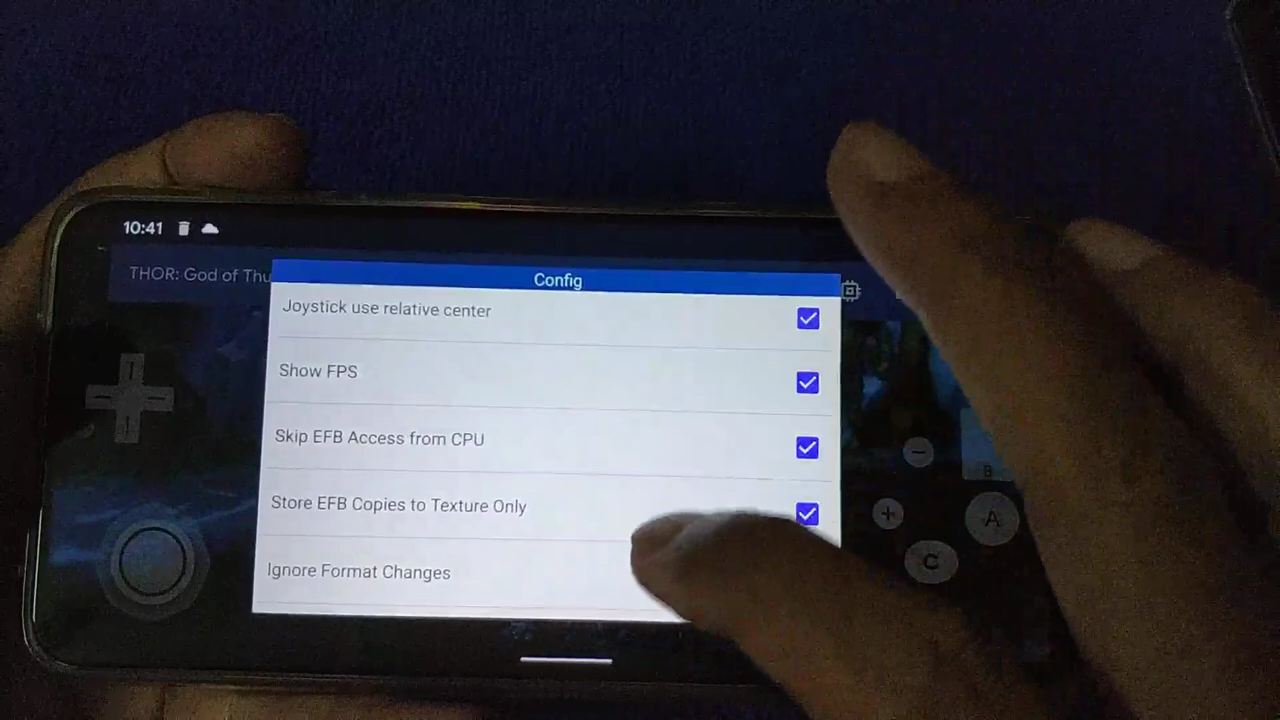 10:41
THOR: God of Thu
Config
Joystick use relative center
Show FPS
Skip EFB Access from CPU
Store EFB Copies to Texture Only
Ignore Format Changes
B
A
C